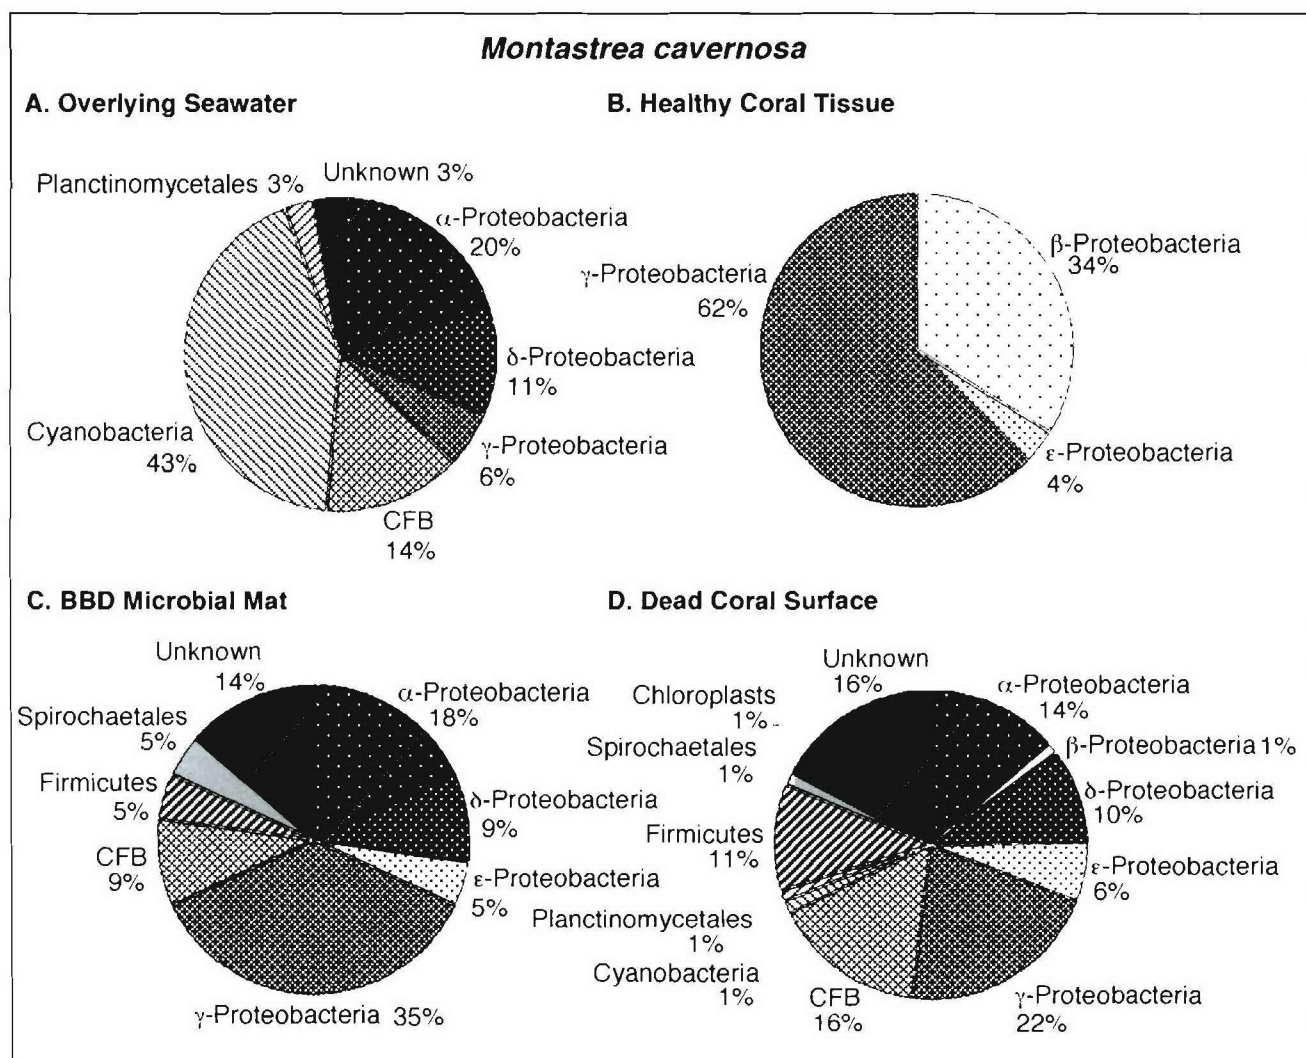 Montastrea cavernosa
A. Overlying Seawater
Planctinomycetales 3%
Unknown 3%
α-Proteobacteria
20%
δ-Proteobacteria
11%
γ-Proteobacteria
6%
CFB
14%
Cyanobacteria
43%
B. Healthy Coral Tissue
γ-Proteobacteria
62%
β-Proteobacteria
34%
ε-Proteobacteria
4%
C. BBD Microbial Mat
Unknown
14%
α-Proteobacteria
18%
δ-Proteobacteria
9%
ε-Proteobacteria
5%
γ-Proteobacteria 35%
CFB
9%
Firmicutes
5%
Spirochaetales
5%
D. Dead Coral Surface
Unknown
16%
α-Proteobacteria
14%
β-Proteobacteria 1%
δ-Proteobacteria
10%
ε-Proteobacteria
6%
γ-Proteobacteria
22%
CFB
16%
Cyanobacteria
1%
Planctinomycetales
1%
Firmicutes
11%
Spirochaetales
1%
Chloroplasts
1%